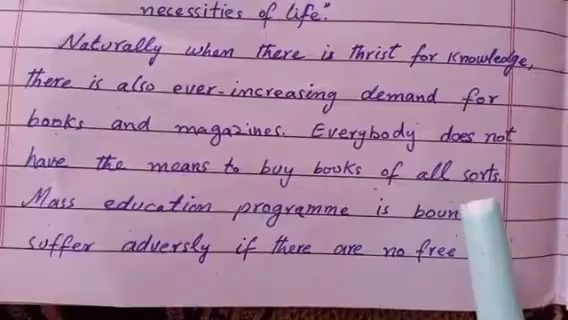 necessities of life."
Naturally when there is thrist for knowledge,
there is also ever-increasing demand for
books and magazines. Everybody does not
have the means to buy books of all sorts.
Mass education programme is boun
suffer adversly if there are no free